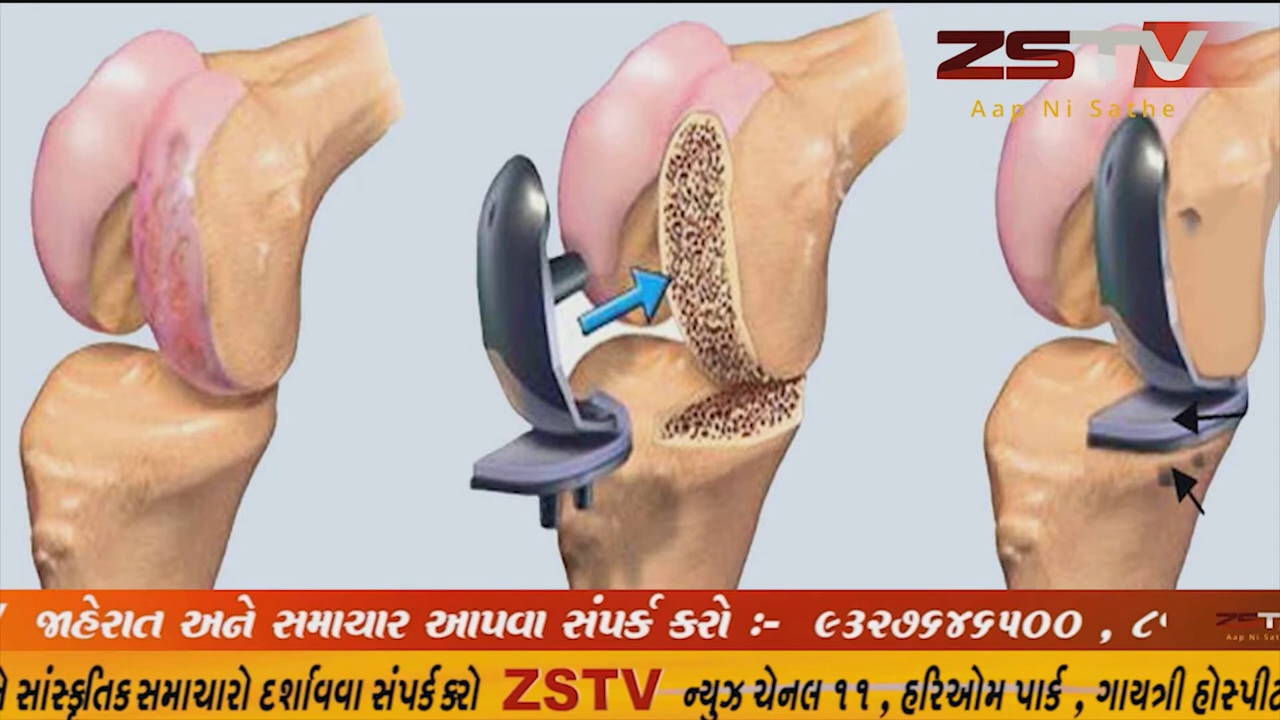 ZSTV
Aap Ni Sathe
જાહેરાત અને સમાચાર આપવા સંપર્ક કરો :- ૯૩૨૭૬૪૬૫૦૦ ,
સાંસ્કૃતિક સમાચારો દર્શાવવા સંપર્ક કરો ZSTV ન્યુઝ ચેનલ ૧૧ , હરિઓમ પાર્ક , ગાયત્રી